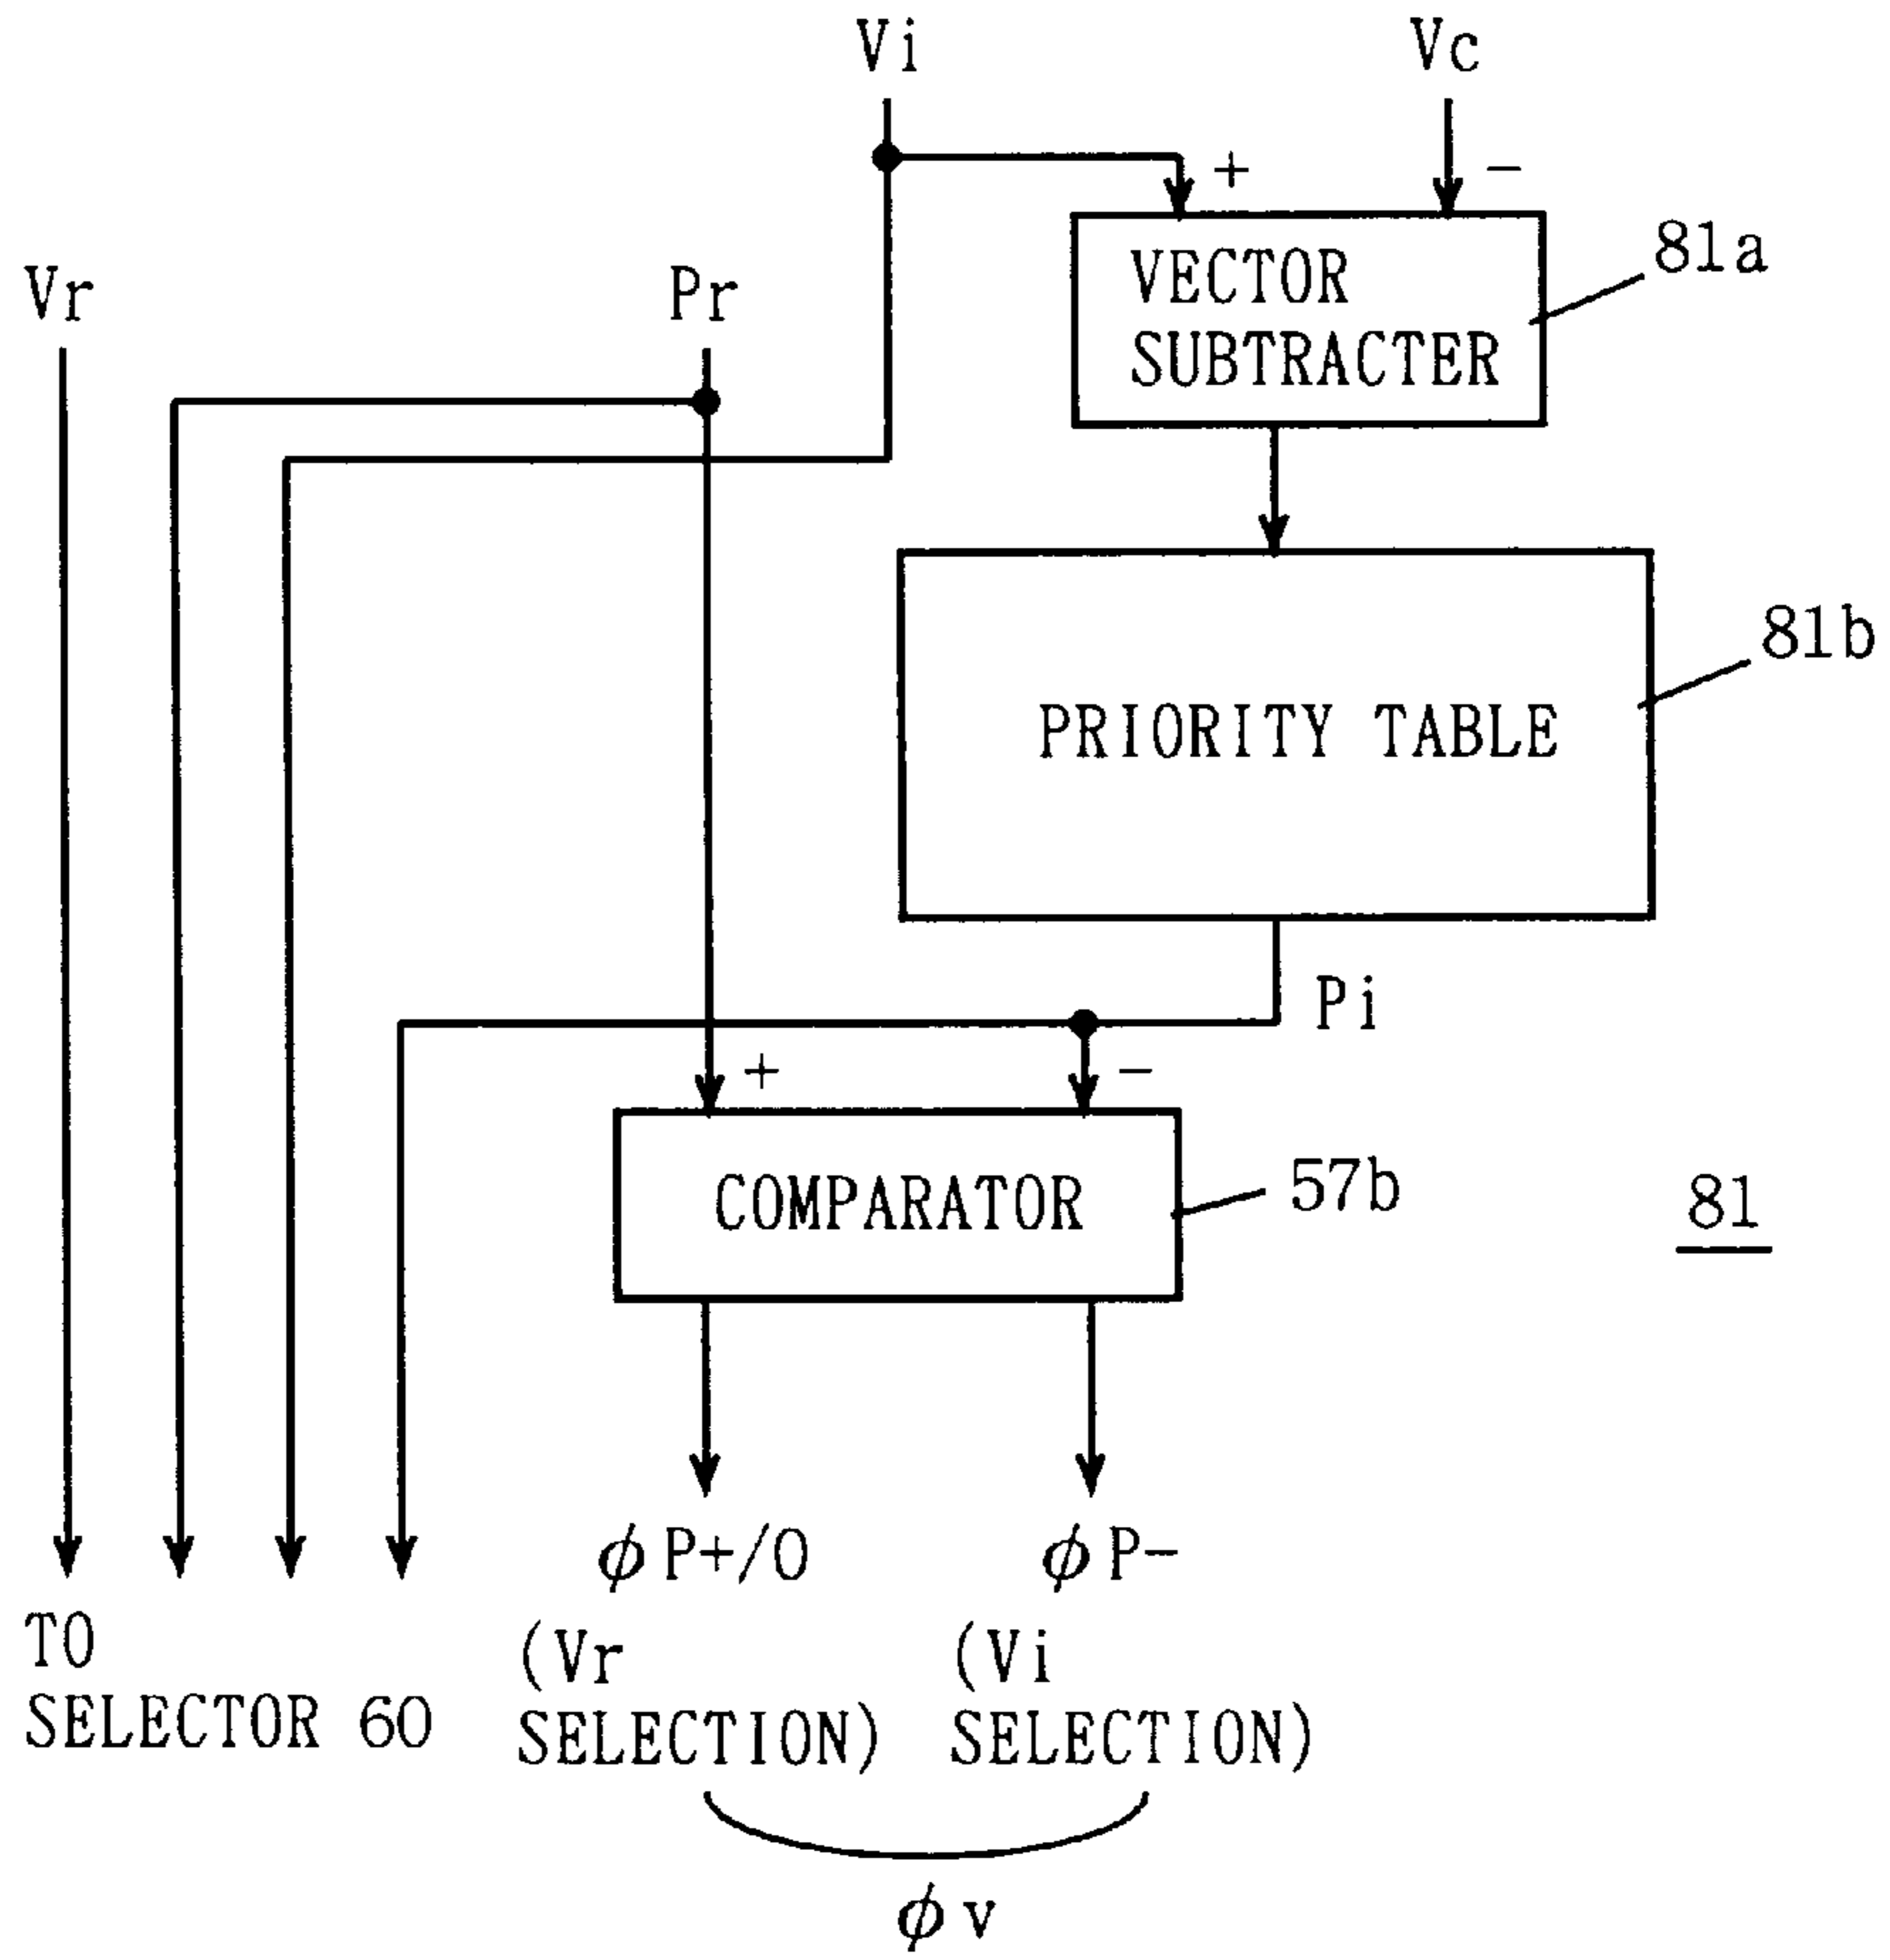 Vi
Vc
+
−
81a
VECTOR
SUBTRACTER
Vr
Pr
81b
PRIORITY TABLE
Pi
+
−
COMPARATOR
57b
81
φP+/0
φP−
TO
SELECTOR 60
(Vr
SELECTION)
(Vi
SELECTION)
φv